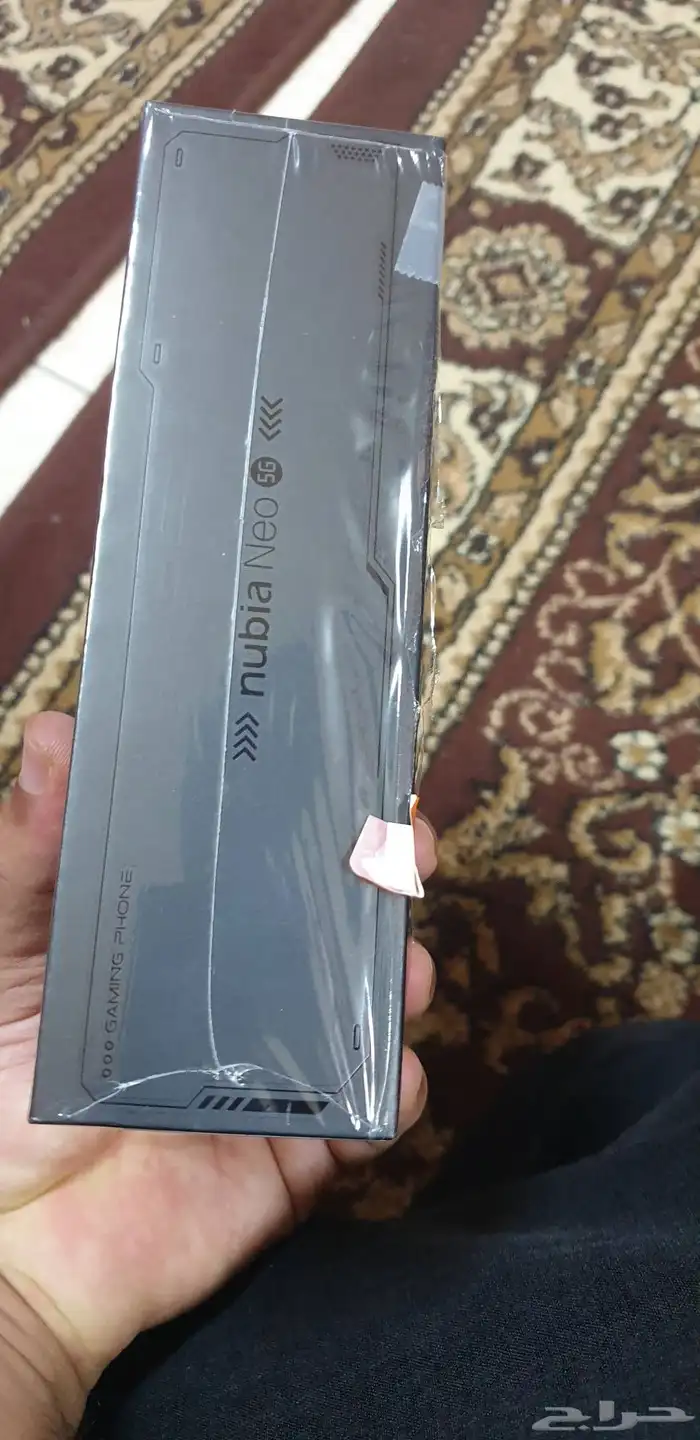 nubia Neo 5G
GAMING PHONE
حراج